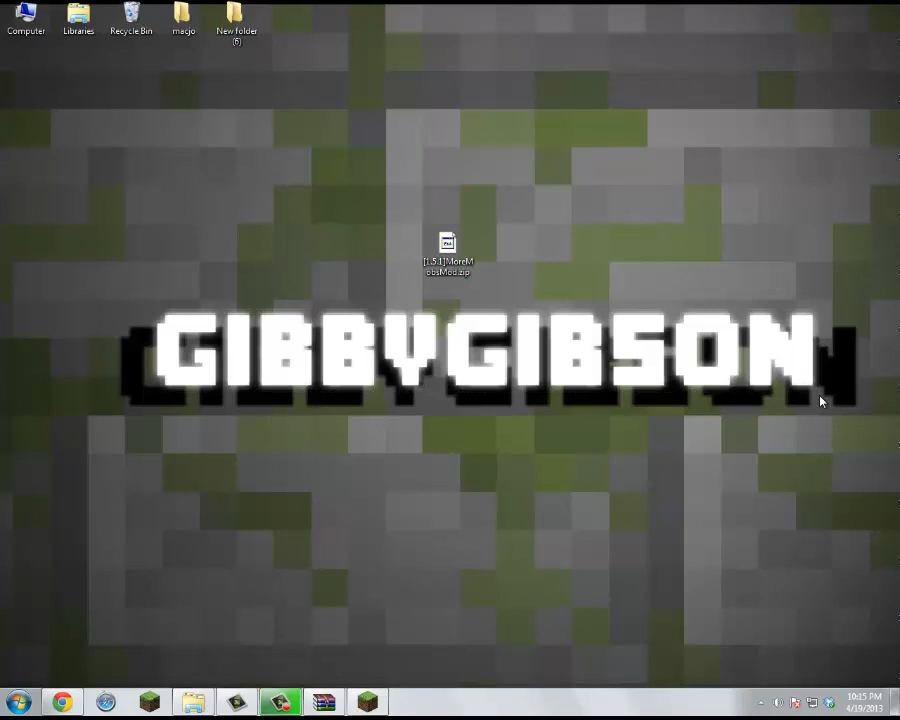 Computer
Libraries
Recycle Bin
macjo
New folder
(6)
[1.5.1]MoreM
obsMod.zip
GIBBYGIBSON
10:15 PM
4/19/2013